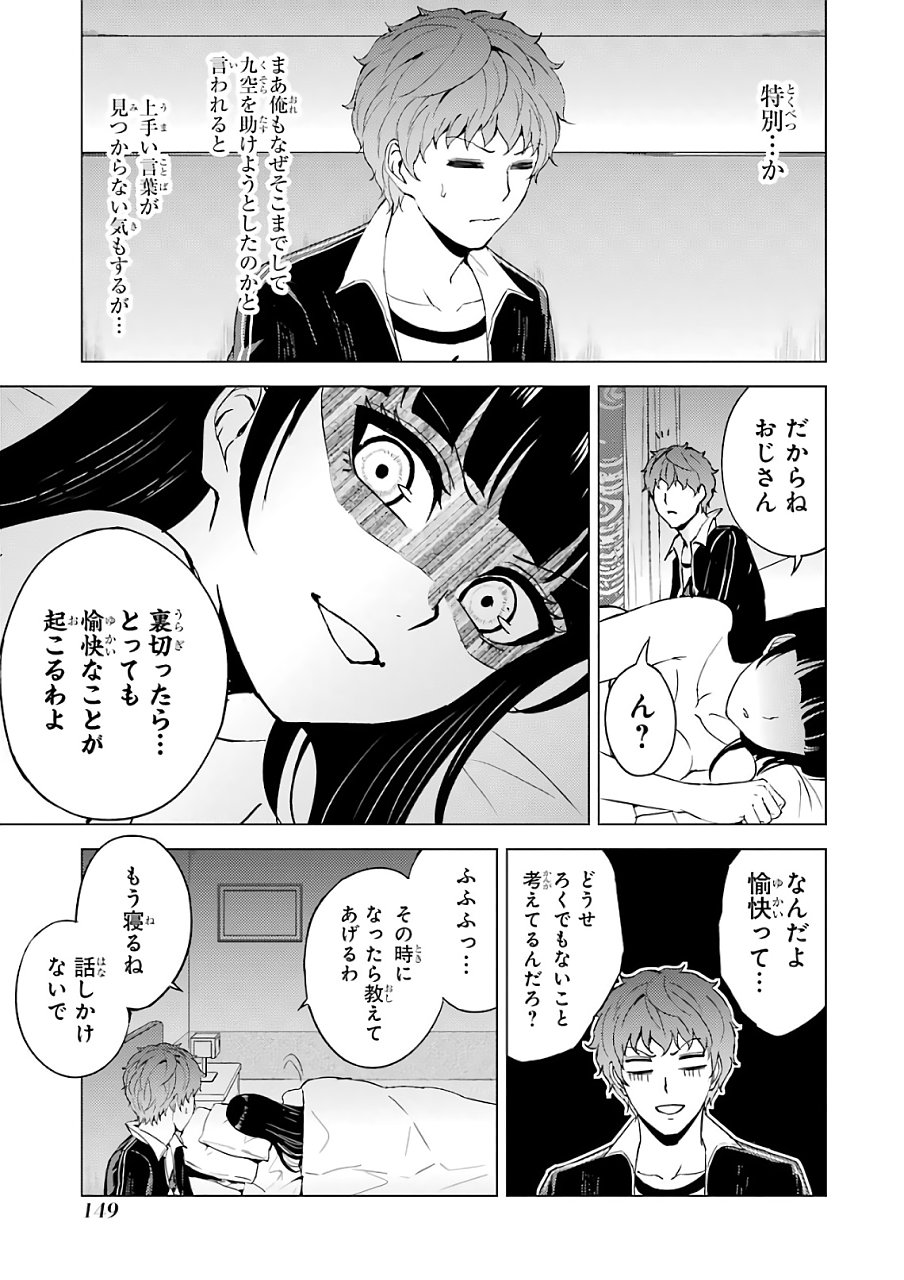 特別…か
まあ俺もなぜそこまでして
九空を助けようとしたのかと
言われると
上手い言葉が
見つからない気もするが…
だからね
おじさん
ん？
裏切ったら…
とっても
愉快なことが
起こるわよ
なんだよ
愉快って…
どうせ
ろくでもないこと
考えてるんだろ？
ふふふっ…
その時に
なったら教えて
あげるわ
もう寝るね
話しかけ
ないで
149